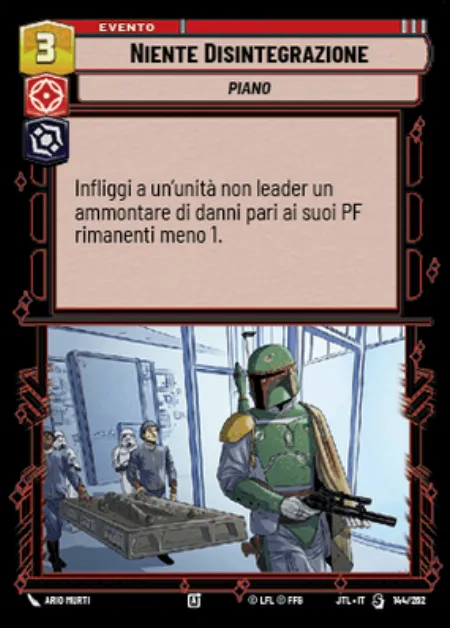 3
EVENTO
NIENTE DISINTEGRAZIONE
PIANO
Infliggi a un'unità non leader un
ammontare di danni pari ai suoi PF
rimanenti meno 1.
ARIO MURTI
© LFL © FFG
JTL • IT
144/262